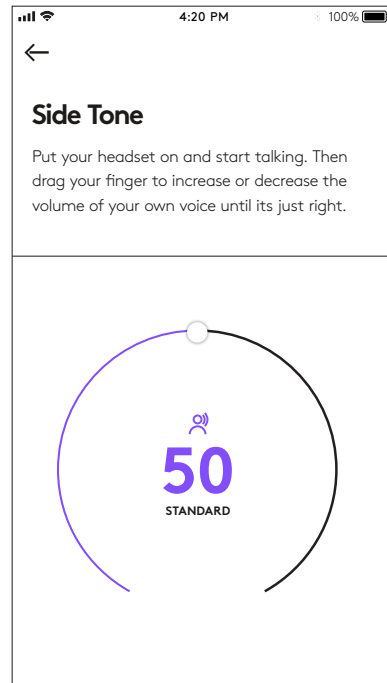 4:20 PM 100%
Side Tone
Put your headset on and start talking. Then
drag your finger to increase or decrease the
volume of your own voice until its just right.
50
STANDARD